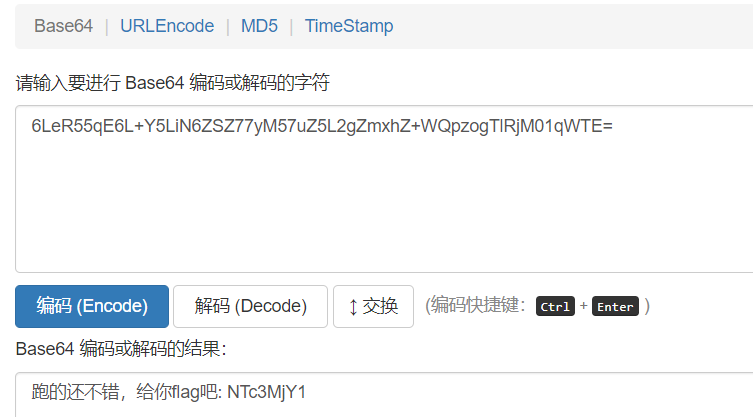 Base64 | URLEncode | MD5 | TimeStamp
请输入要进行 Base64 编码或解码的字符
6LeR55qE6L+Y5LiN6ZSZ77yM57uZ5L2gZmxhZ+WQpzogTlRjM01qWTE=
编码 (Encode) 解码 (Decode) ↕ 交换 (编码快捷键: Ctrl + Enter )
Base64 编码或解码的结果:
跑的还不错，给你flag吧: NTc3MjY1